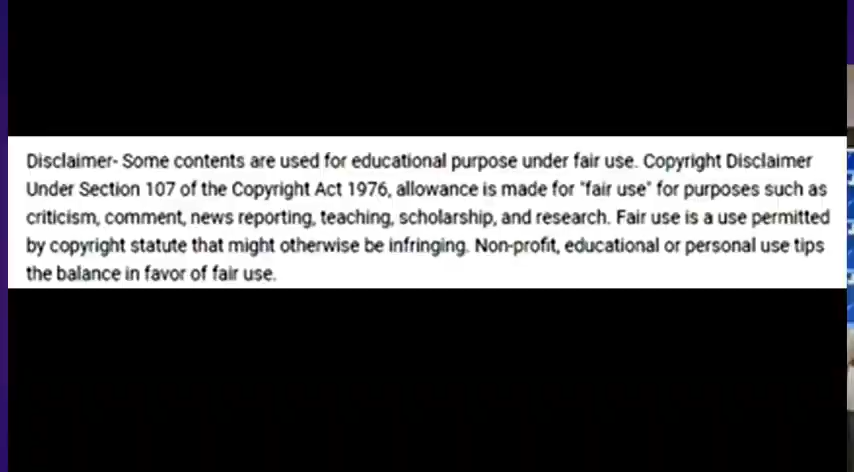 Disclaimer- Some contents are used for educational purpose under fair use. Copyright Disclaimer
Under Section 107 of the Copyright Act 1976, allowance is made for "fair use" for purposes such as
criticism, comment, news reporting, teaching, scholarship, and research. Fair use is a use permitted
by copyright statute that might otherwise be infringing. Non-profit, educational or personal use tips
the balance in favor of fair use.